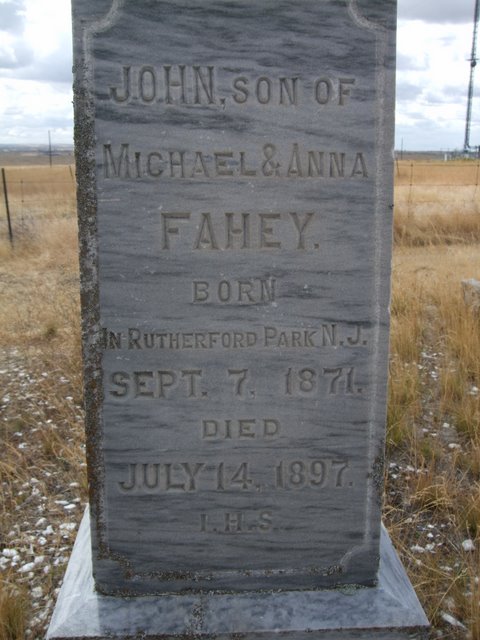 JOHN, SON OF
MICHAEL & ANNA
FAHEY.
BORN
IN RUTHERFORD PARK N.J.
SEPT. 7, 1871.
DIED
JULY 14, 1897.
I.H.S.